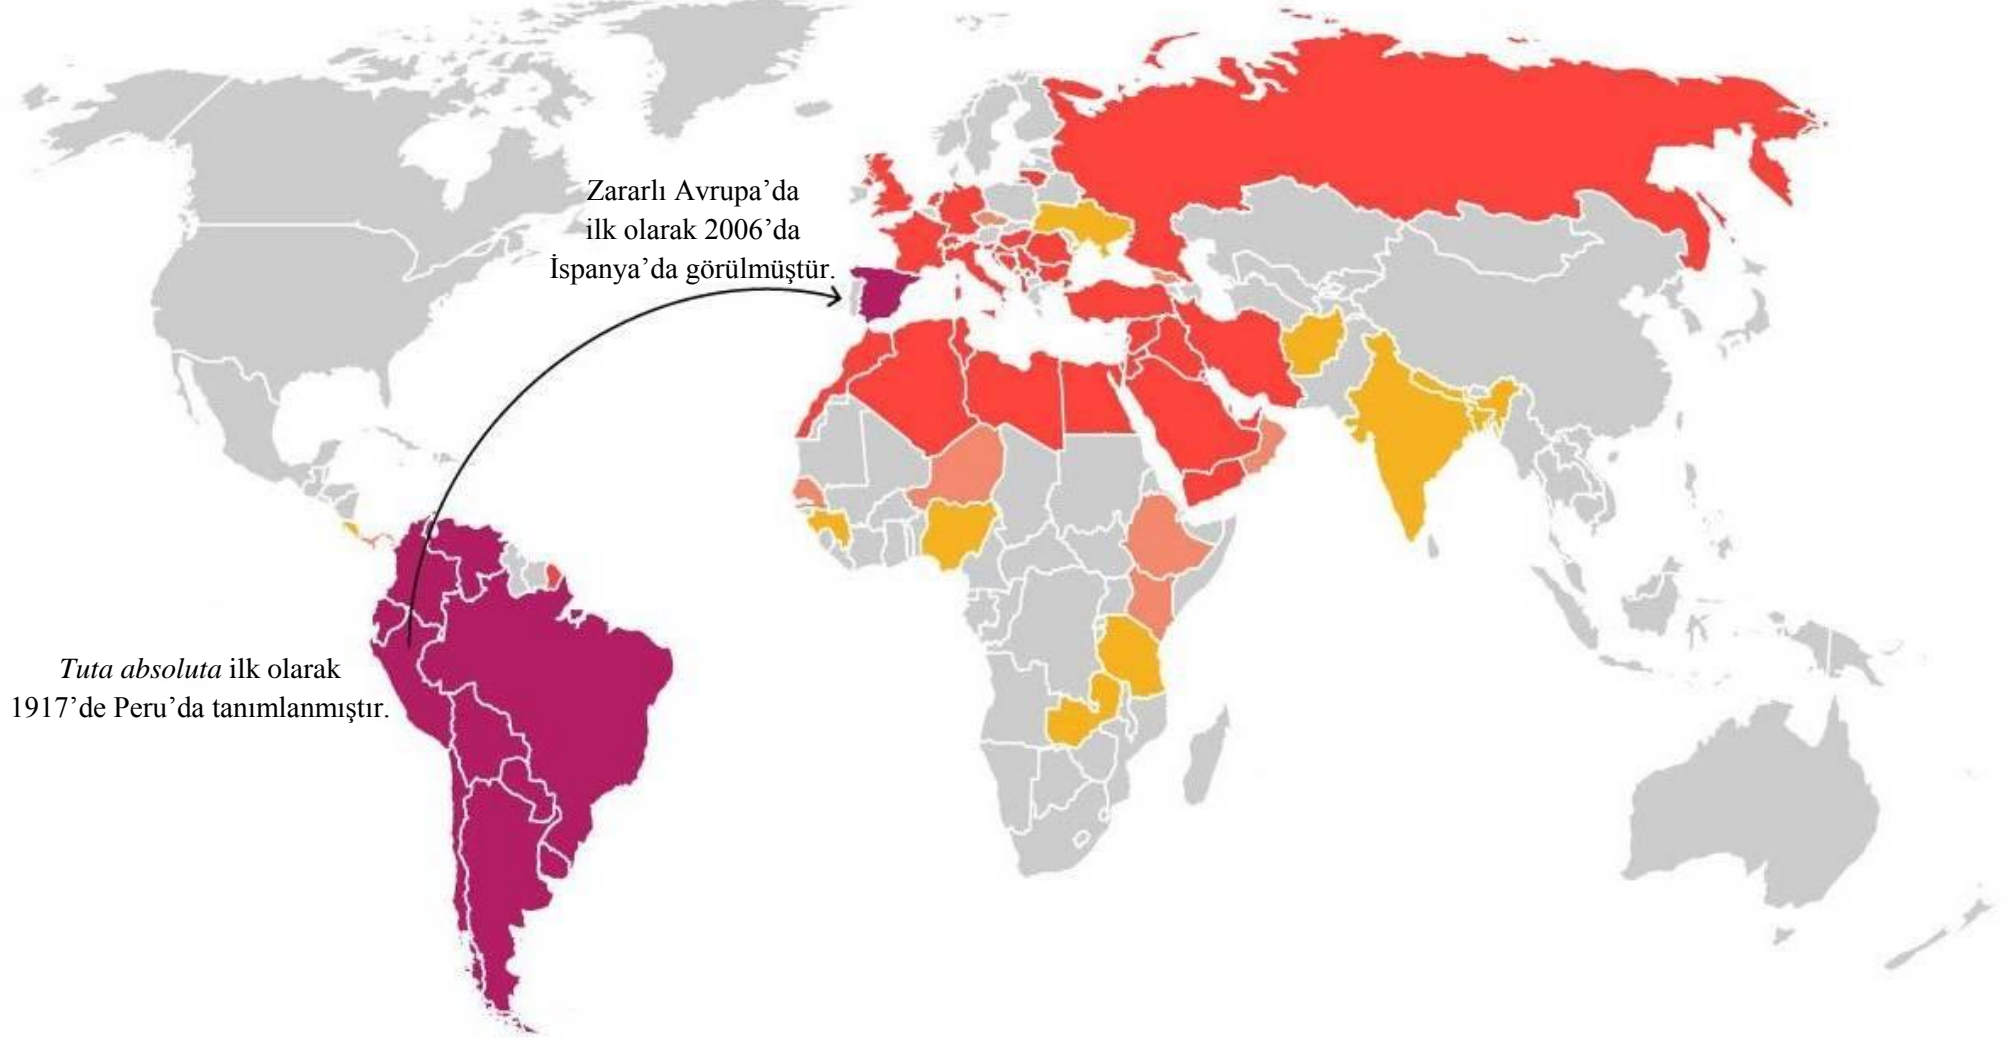 Zararlı Avrupa’da
ilk olarak 2006’da
İspanya’da görülmüştür.
Tuta absoluta ilk olarak
1917’de Peru’da tanımlanmıştır.